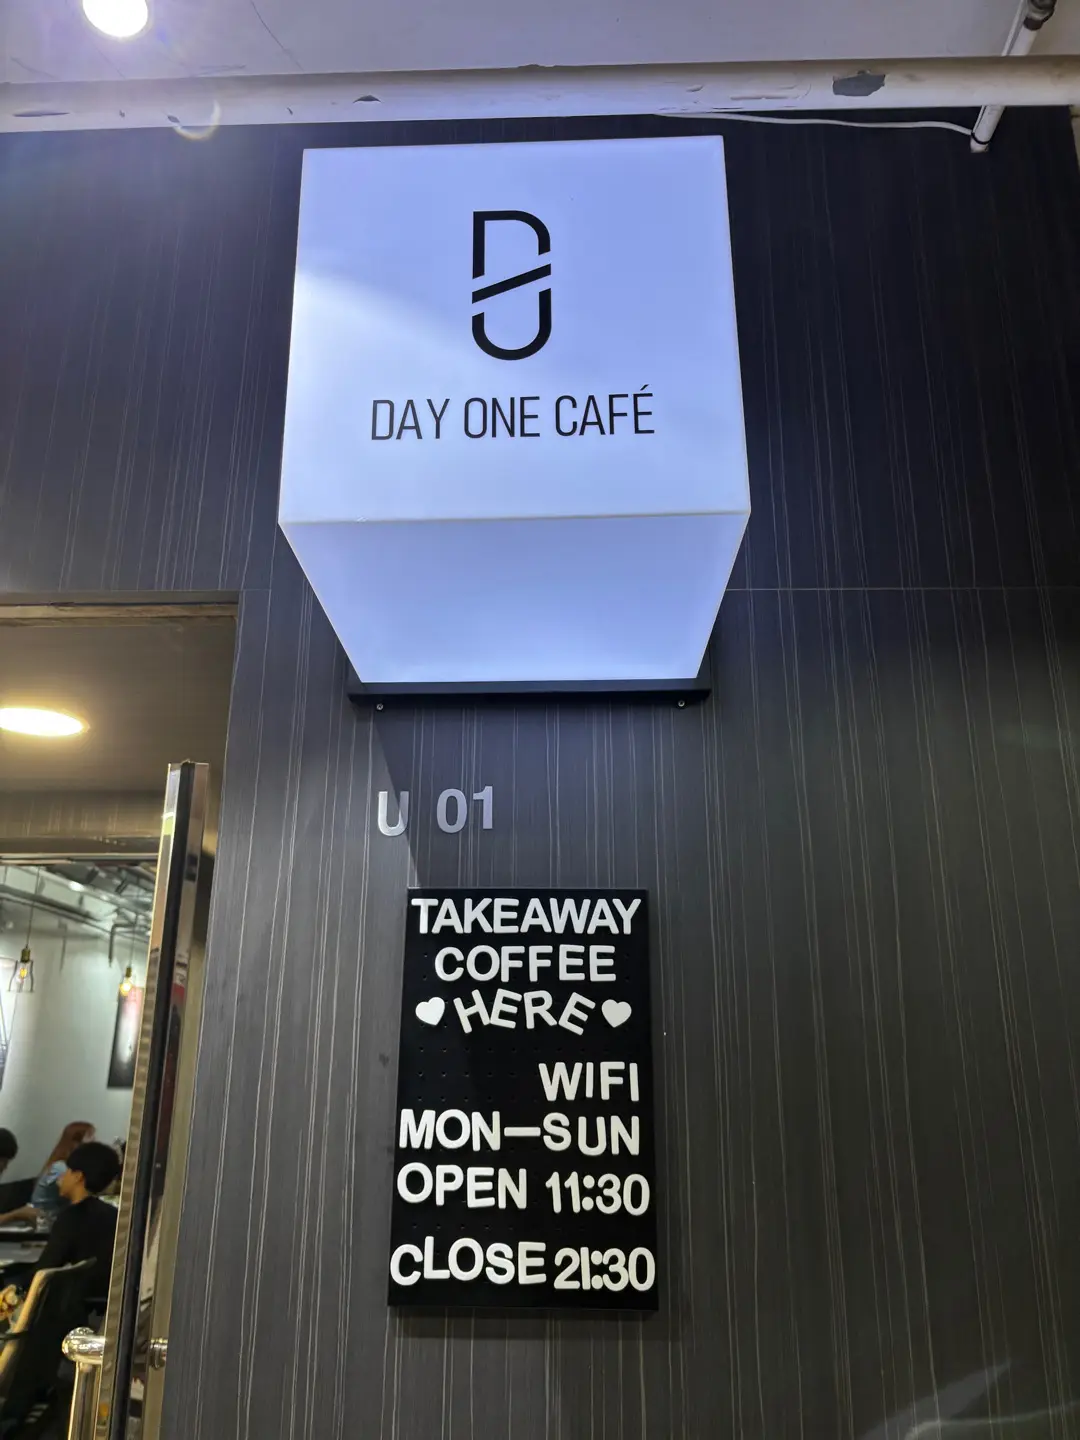 DAY ONE CAFÉ
U 01
TAKEAWAY
COFFEE
♥HERE♥
WIFI
MON—SUN
OPEN 11:30
CLOSE 21:30